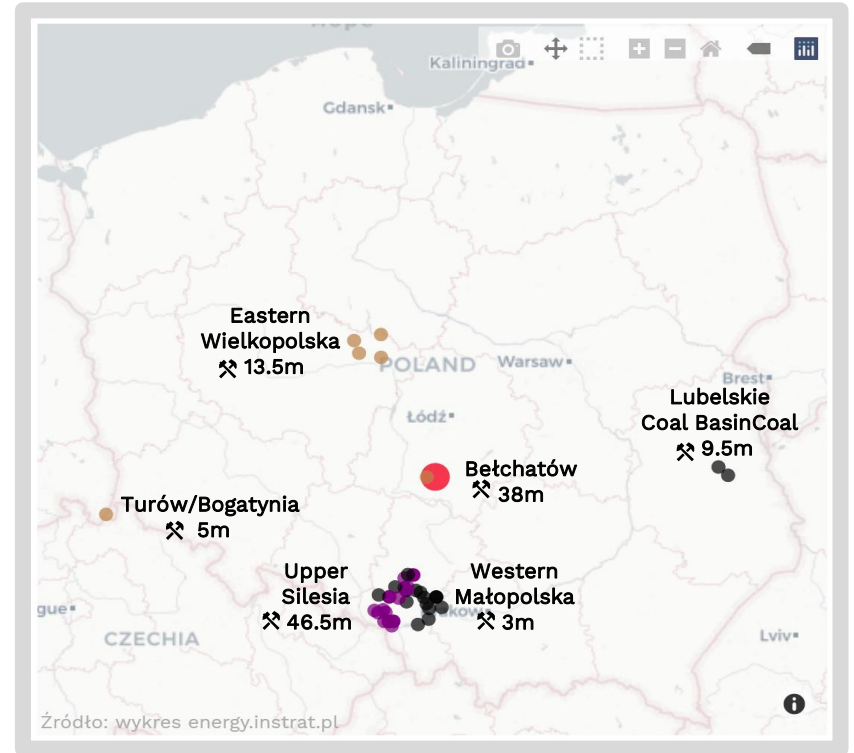 Kaliningrad
Gdansk
Eastern
Wielkopolska
13.5m
POLAND
Warsaw
Brest
Lubelskie
Coal BasinCoal
9.5m
Łódź
Bełchatów
38m
Turów/Bogatynia
5m
Upper
Silesia
46.5m
Western
Małopolska
3m
CZECHIA
Lviv
Źródło: wykres energy.instrat.pl